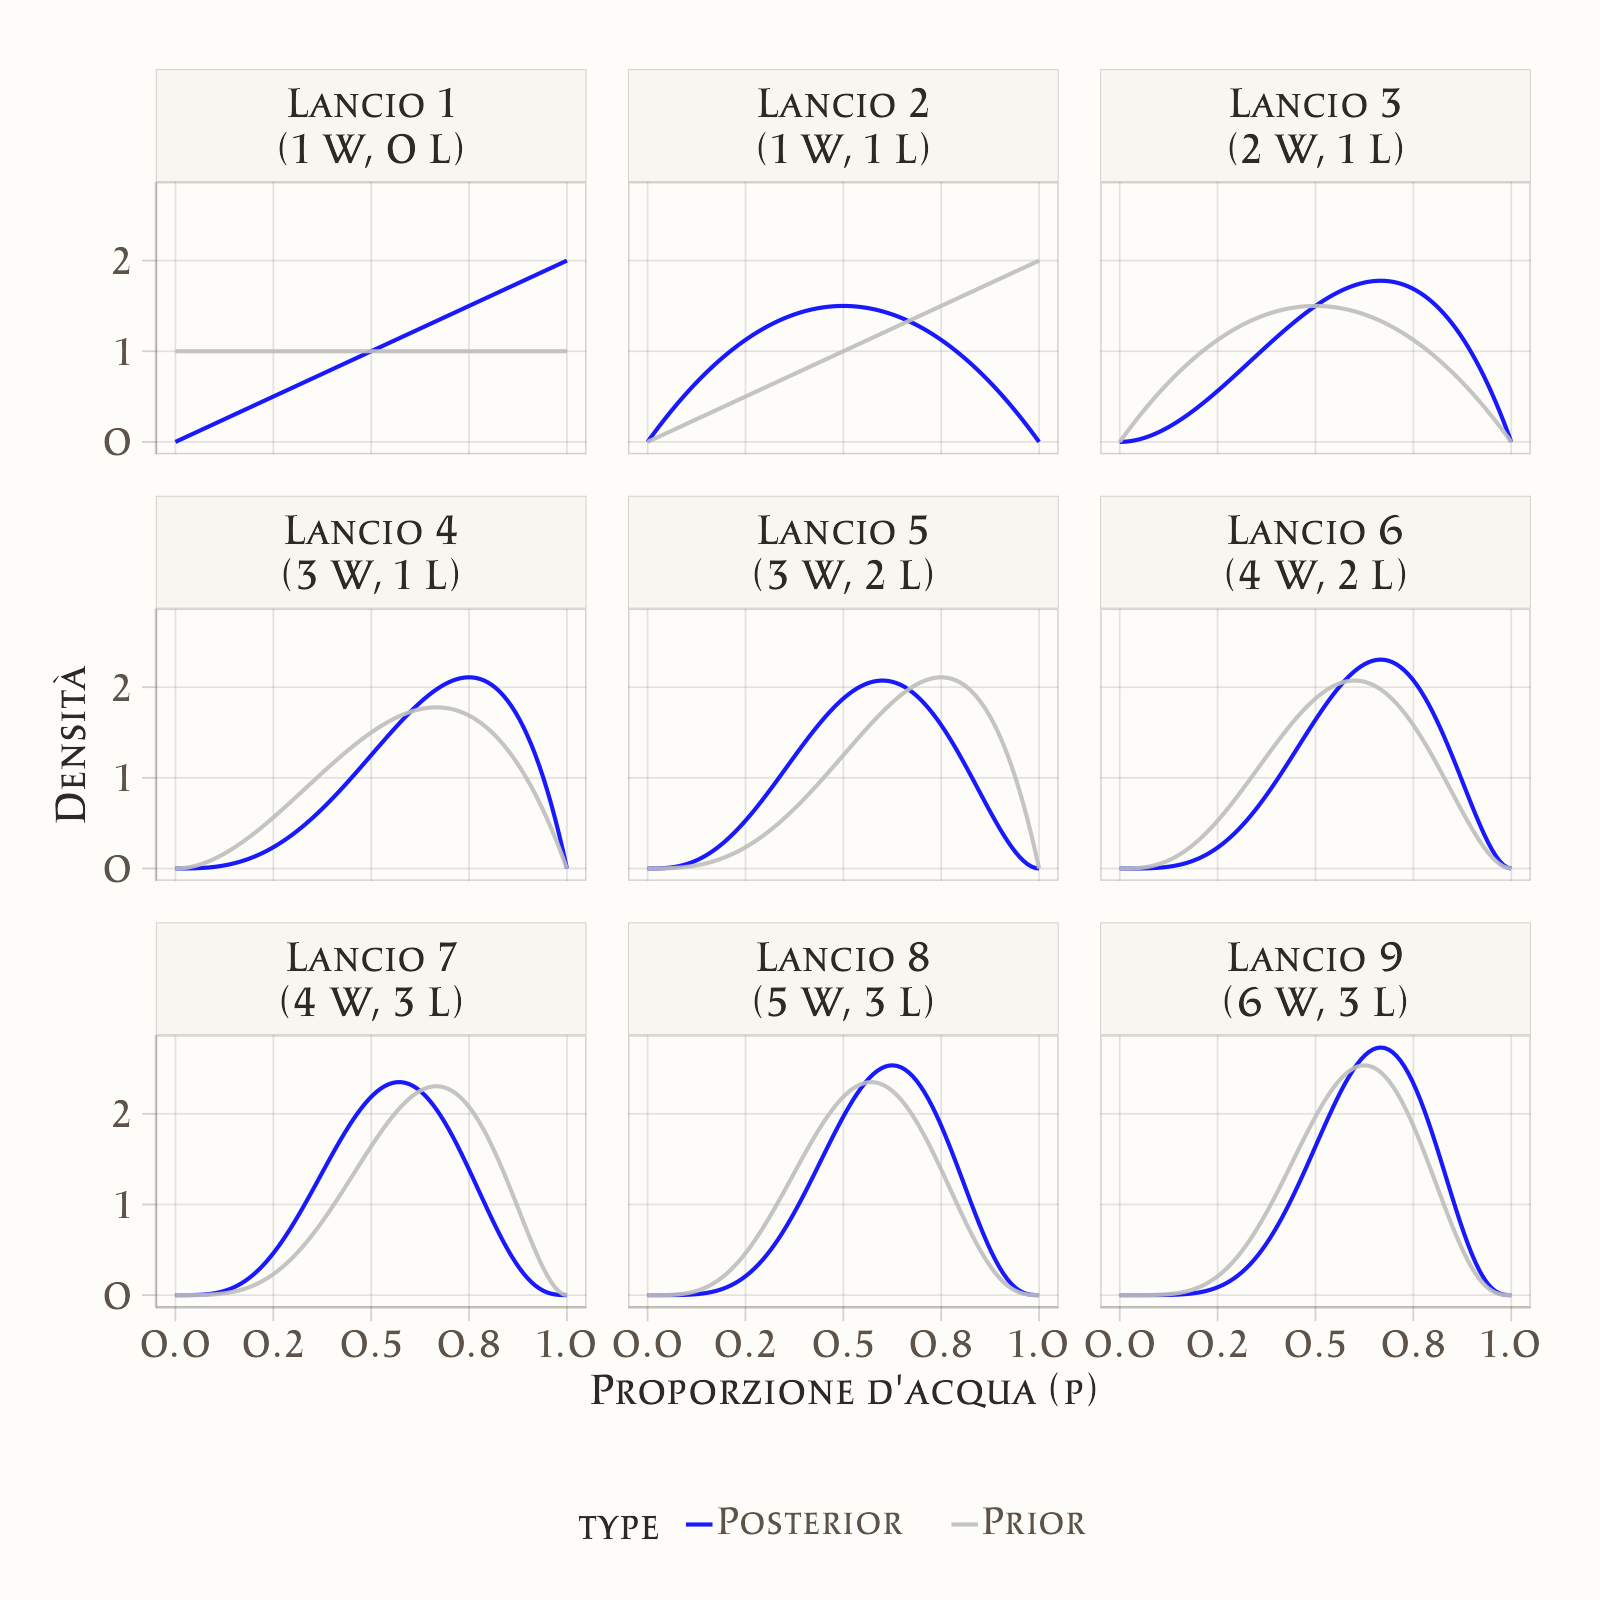 Lancio 1
(1 W, 0 L)
Lancio 2
(1 W, 1 L)
Lancio 3
(2 W, 1 L)
2
1
0
Lancio 4
(3 W, 1 L)
Lancio 5
(3 W, 2 L)
Lancio 6
(4 W, 2 L)
Densità
2
1
0
Lancio 7
(4 W, 3 L)
Lancio 8
(5 W, 3 L)
Lancio 9
(6 W, 3 L)
2
1
0
0.0 0.2 0.5 0.8 1.0 0.0 0.2 0.5 0.8 1.0 0.0 0.2 0.5 0.8 1.0
Proporzione d'acqua (p)
type Posterior Prior